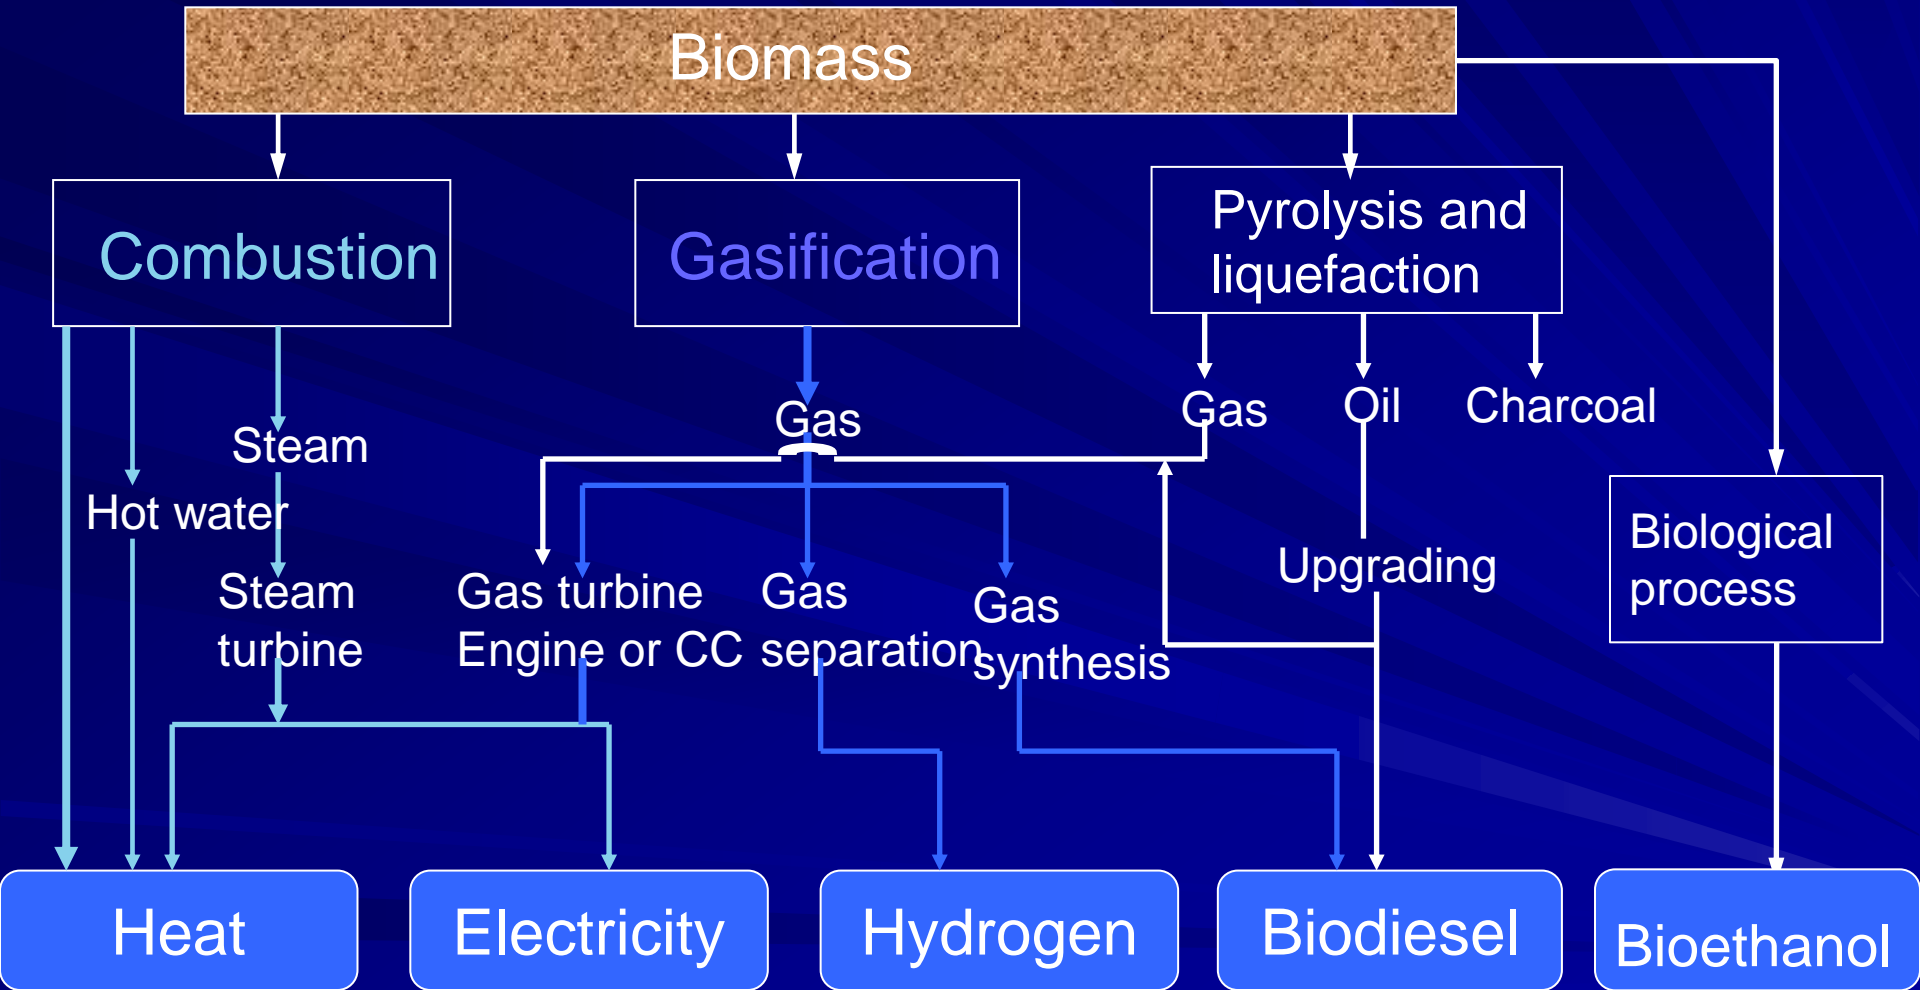 Biomass
Combustion
Gasification
Pyrolysis and
liquefaction
Gas
Gas
Oil
Charcoal
Steam
Hot water
Upgrading
Biological
process
Steam
turbine
Gas turbine
Engine or CC
Gas
separation
Gas
synthesis
Heat
Electricity
Hydrogen
Biodiesel
Bioethanol